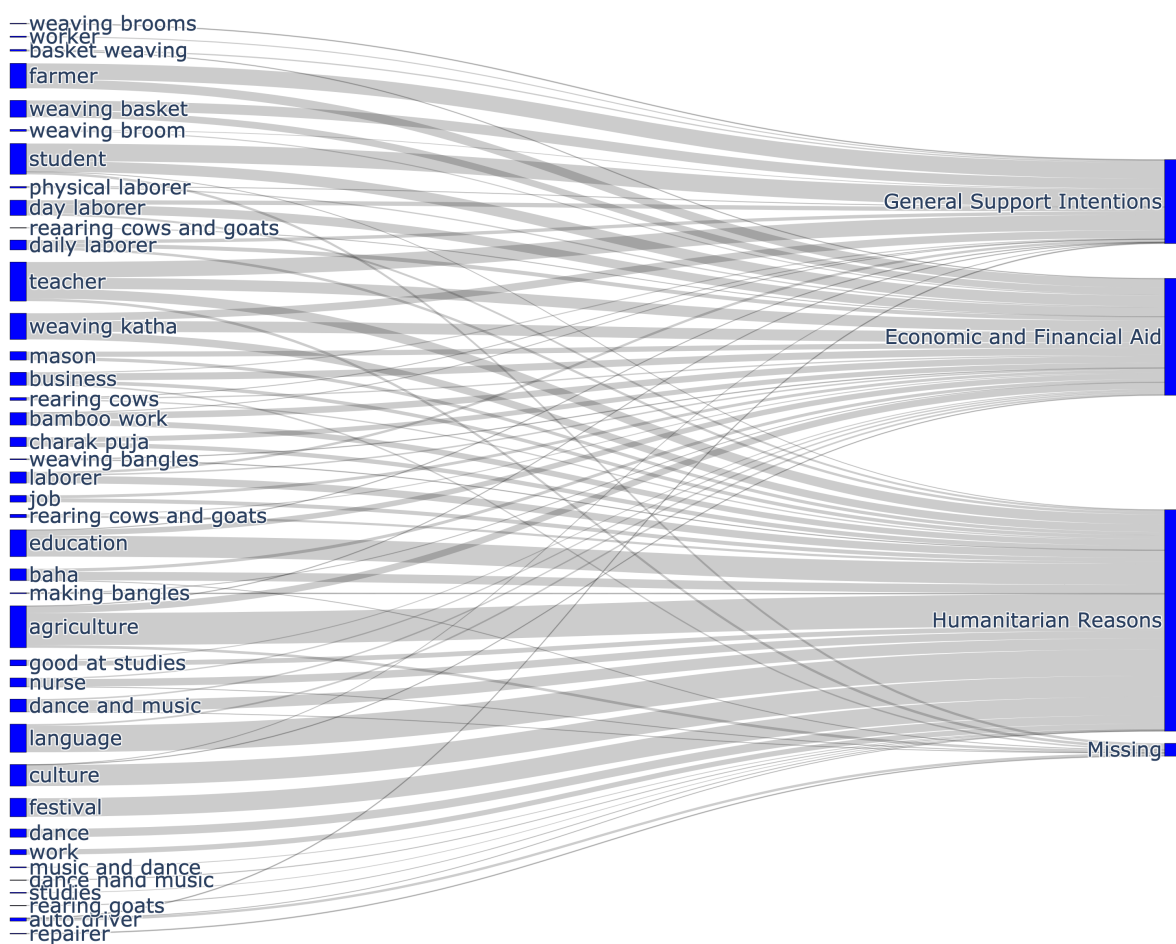 weaving brooms
worker
basket weaving
farmer
weaving basket
weaving broom
student
physical laborer
day laborer
reaaring cows and goats
daily laborer
teacher
weaving katha
mason
business
rearing cows
bamboo work
charak puja
weaving bangles
laborer
job
rearing cows and goats
education
baha
making bangles
agriculture
good at studies
nurse
dance and music
language
culture
festival
dance
work
music and dance
dance nand music
studies
rearing goats
auto driver
repairer
General Support Intentions
Economic and Financial Aid
Humanitarian Reasons
Missing